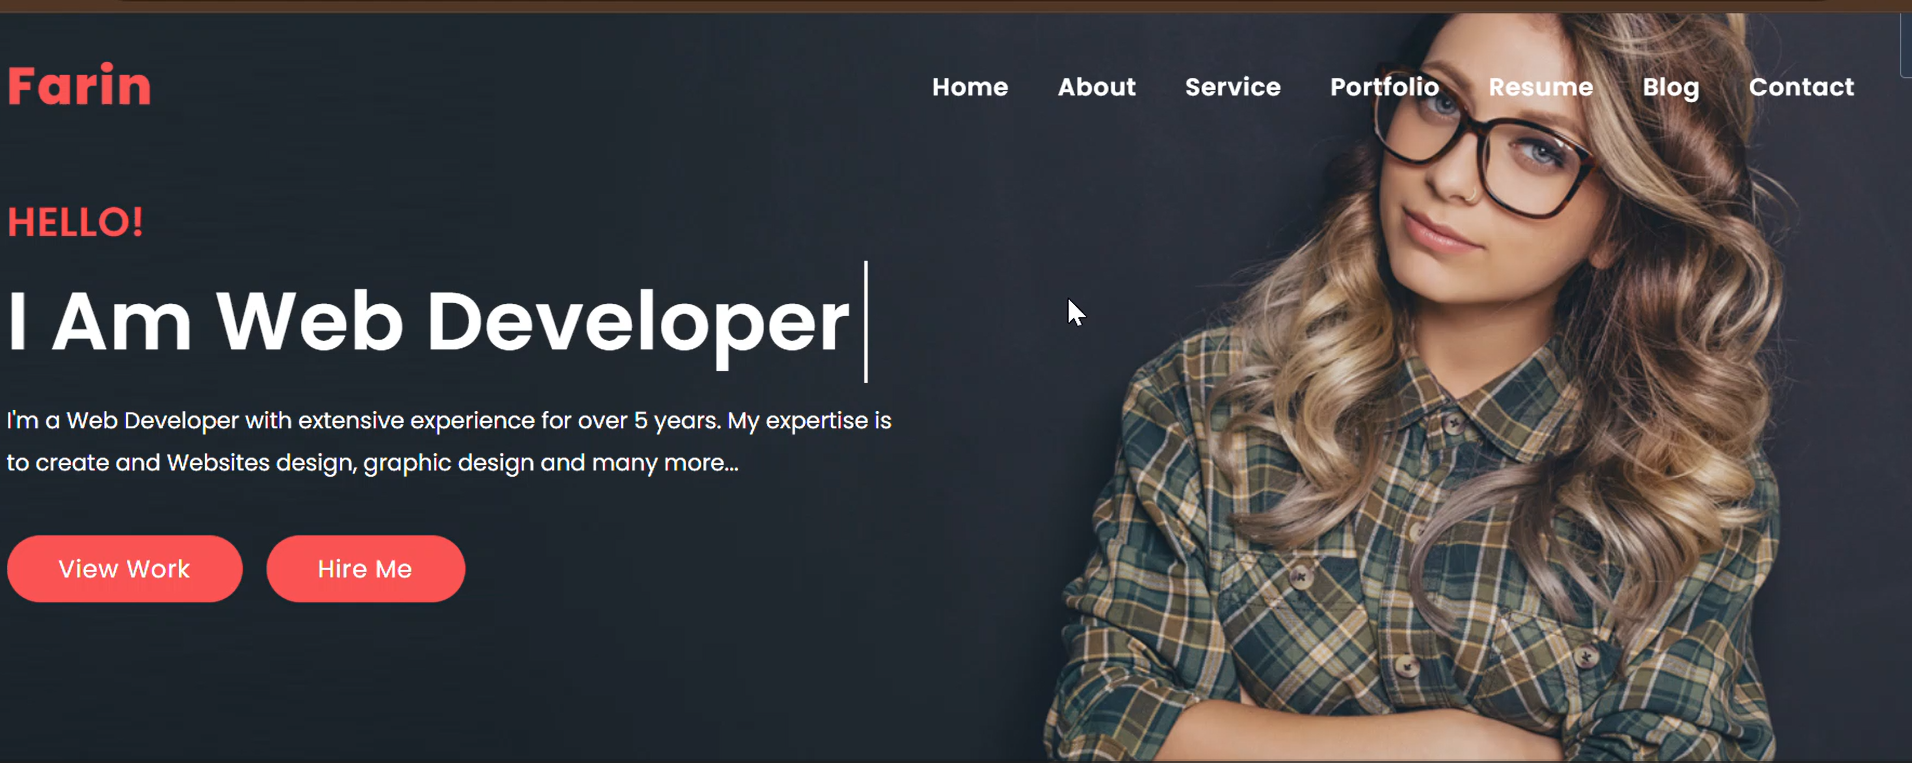 Farin
Home About Service Portfolio Resume Blog Contact
HELLO!
I Am Web Developer
I'm a Web Developer with extensive experience for over 5 years. My expertise is
to create and Websites design, graphic design and many more...
View Work Hire Me